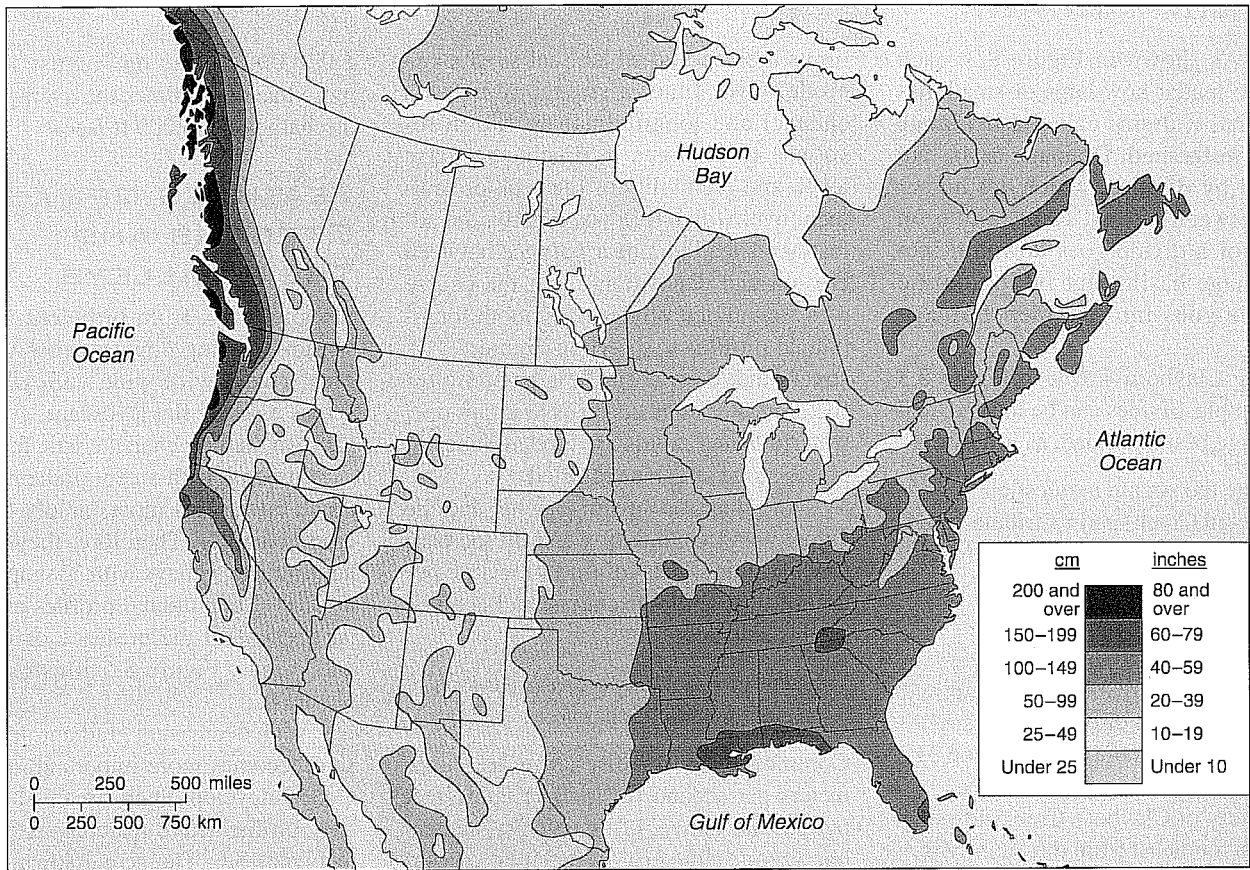 Hudson
Bay
Pacific
Ocean
Atlantic
Ocean
Gulf of Mexico
0 250 500 miles
0 250 500 750 km
cm inches
200 and over 80 and over
150–199 60–79
100–149 40–59
50–99 20–39
25–49 10–19
Under 25 Under 10